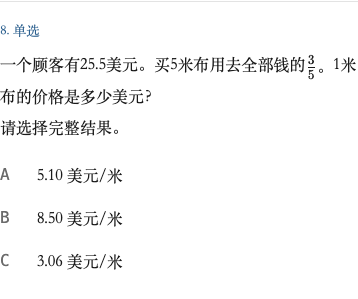 8. 单选
一个顾客有25.5美元。买5米布用去全部钱的3/5。1米
布的价格是多少美元?
请选择完整结果。
A 5.10 美元/米
B 8.50 美元/米
C 3.06 美元/米